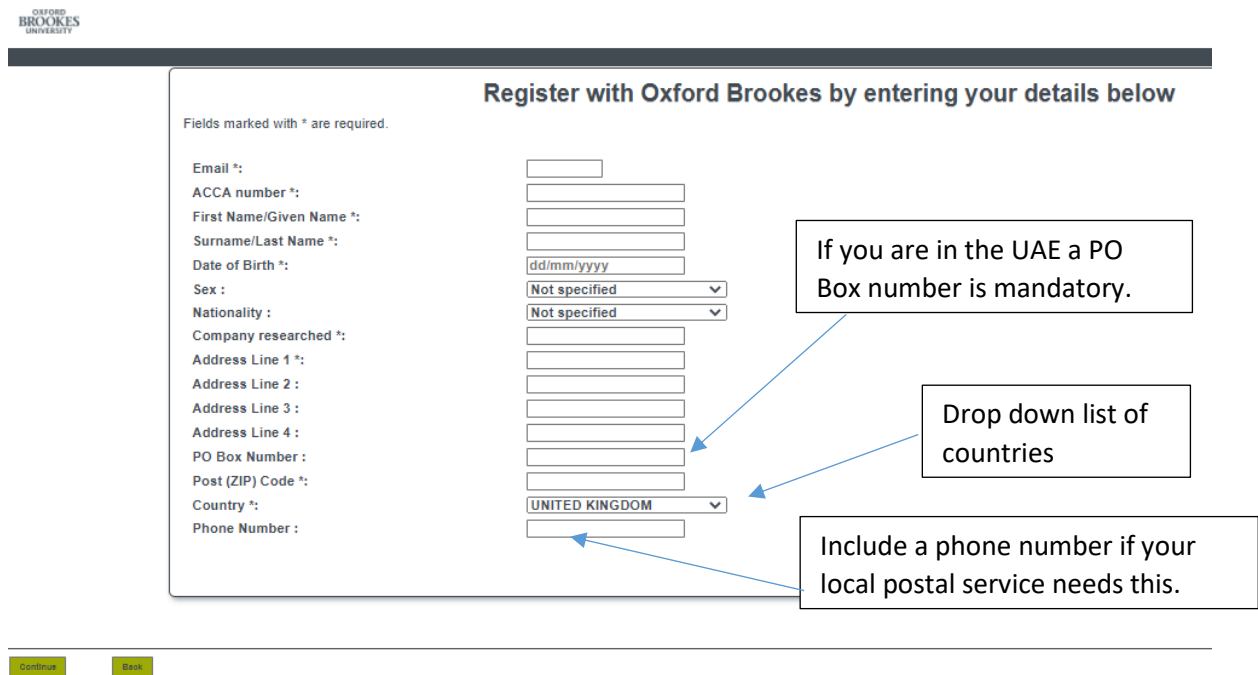 OXFORD
BROOKES
UNIVERSITY
Register with Oxford Brookes by entering your details below
Fields marked with * are required.
Email *:
ACCA number *:
First Name/Given Name *:
Surname/Last Name *:
Date of Birth *: dd/mm/yyyy
Sex : Not specified
Nationality : Not specified
Company researched *:
Address Line 1 *:
Address Line 2 :
Address Line 3 :
Address Line 4 :
PO Box Number :
Post (ZIP) Code *:
Country *: UNITED KINGDOM
Phone Number :
If you are in the UAE a PO
Box number is mandatory.
Drop down list of
countries
Include a phone number if your
local postal service needs this.
Continue Back